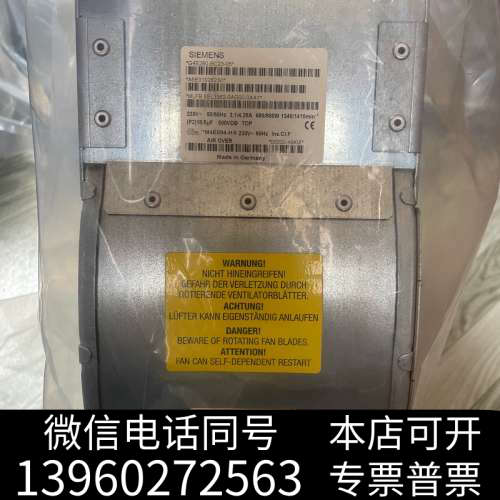 SIEMENS
Made in Germany
AIR OVER
WARNUNG!
NICHT HINEINGREIFEN!
GEFAHR DER VERLETZUNG DURCH
ROTIERENDE VENTILATORBLÄTTER.
ACHTUNG!
LÜFTER KANN EIGENSTÄNDIG ANLAUFEN
DANGER!
BEWARE OF ROTATING FAN BLADES.
ATTENTION!
FAN CAN SELF-DEPENDENT RESTART
微信电话同号 本店可开
13960272563 专票普票